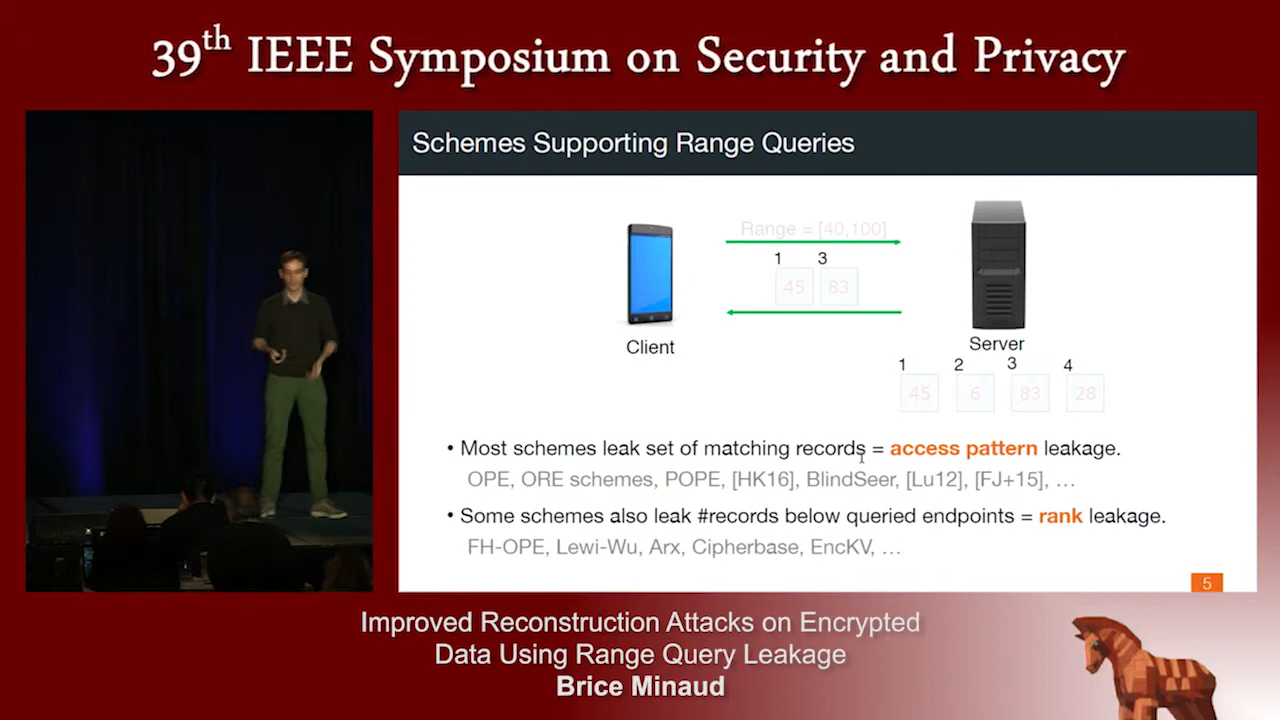 39th IEEE Symposium on Security and Privacy
Schemes Supporting Range Queries
Range = [40,100]
1 3
45 83
Client
Server
1 2 3 4
45 6 83 28
• Most schemes leak set of matching records = access pattern leakage.
OPE, ORE schemes, POPE, [HK16], BlindSeer, [Lu12], [FJ+15], …
• Some schemes also leak #records below queried endpoints = rank leakage.
FH-OPE, Lewi-Wu, Arx, Cipherbase, EncKV, …
5
Improved Reconstruction Attacks on Encrypted
Data Using Range Query Leakage
Brice Minaud